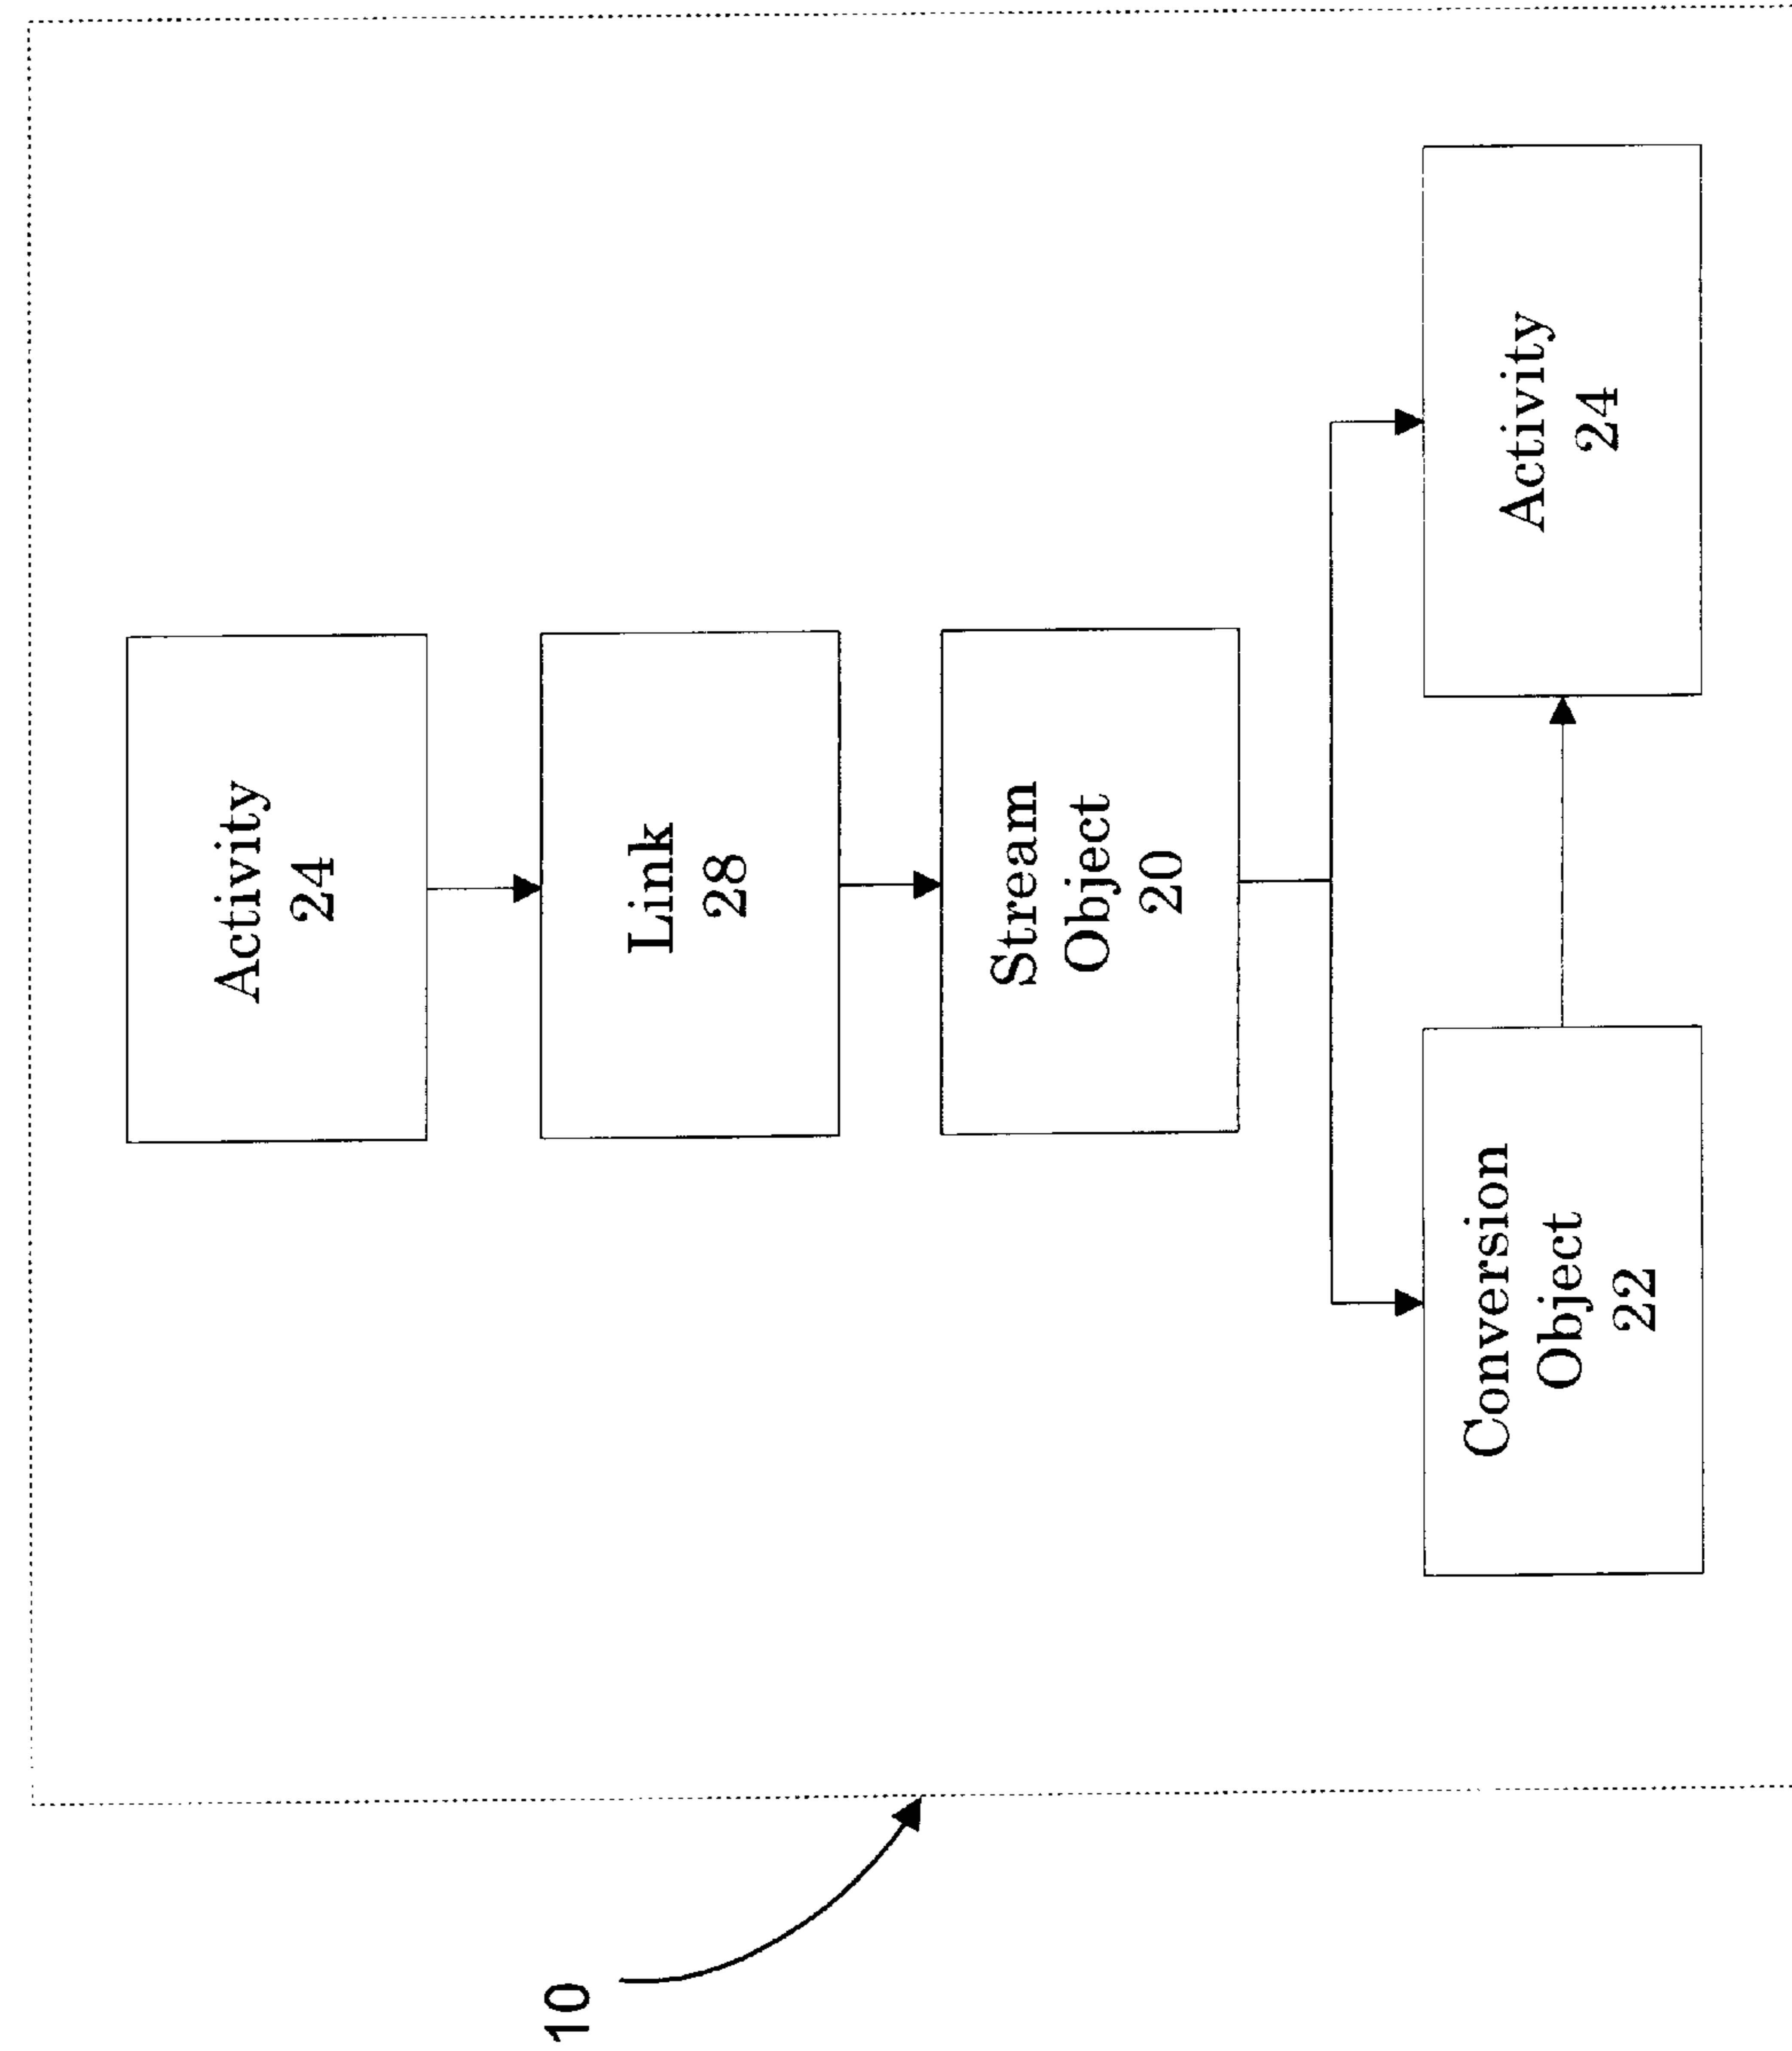 10
Activity
24
Link
28
Stream
Object
20
Conversion
Object
22
Activity
24